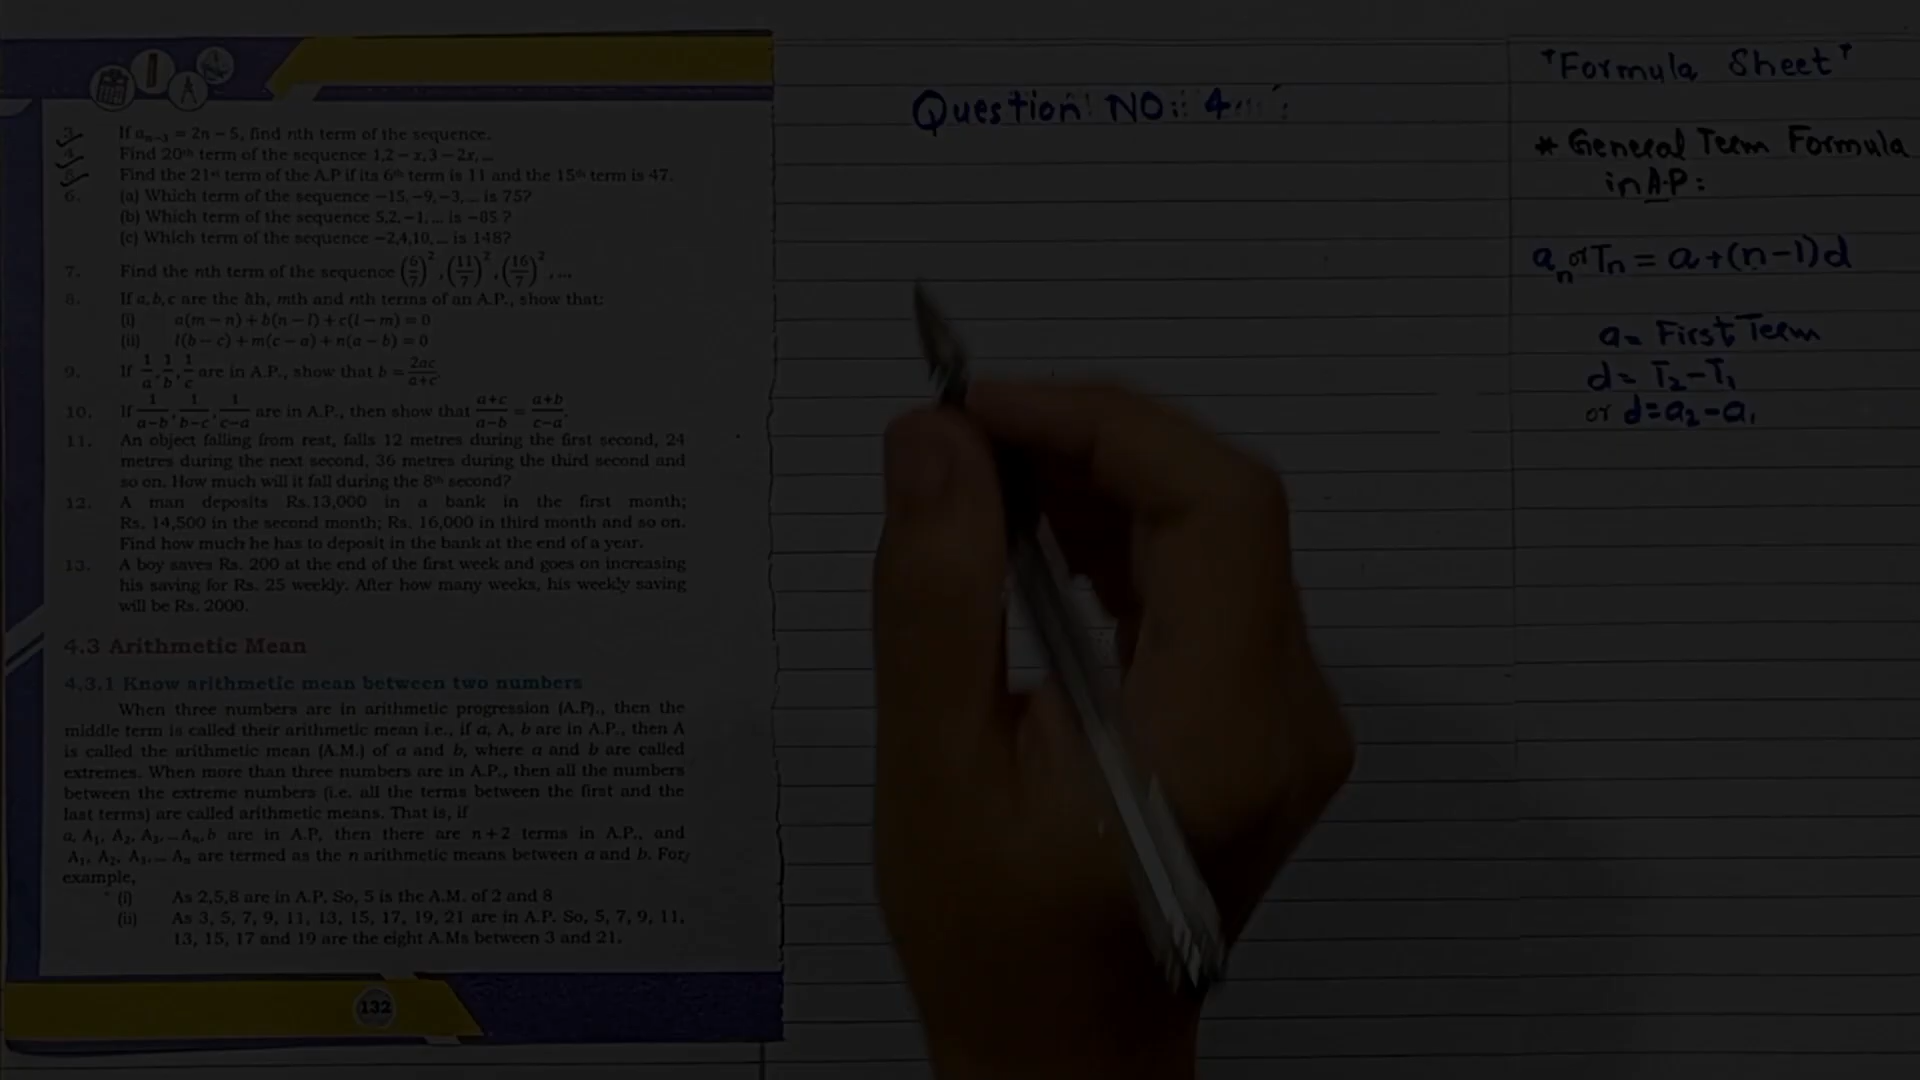 3. If aₙ₋₃ = 2n − 5, find nth term of the sequence.
4. Find 20ᵗʰ term of the sequence 1,2 − x,3 − 2x, ...
5. Find the 21ˢᵗ term of the A.P if its 6ᵗʰ term is 11 and the 15ᵗʰ term is 47.
6. (a) Which term of the sequence −15,−9,−3, ... is 75?
(b) Which term of the sequence 5,2,−1, ... is −85 ?
(c) Which term of the sequence −2,4,10, ... is 148?
7. Find the nth term of the sequence (6/7)², (11/7)², (16/7)², ...
8. If a, b, c are the lth, mth and nth terms of an A.P., show that:
(i) a(m − n) + b(n − l) + c(l − m) = 0
(ii) l(b − c) + m(c − a) + n(a − b) = 0
9. If 1/a, 1/b, 1/c are in A.P., show that b = 2ac/a+c.
10. If 1/a−b, 1/b−c, 1/c−a are in A.P., then show that a+c/a−b = a+b/c−a.
11. An object falling from rest, falls 12 metres during the first second, 24
metres during the next second, 36 metres during the third second and
so on. How much will it fall during the 8ᵗʰ second?
12. A man deposits Rs.13,000 in a bank in the first month;
Rs. 14,500 in the second month; Rs. 16,000 in third month and so on.
Find how much he has to deposit in the bank at the end of a year.
13. A boy saves Rs. 200 at the end of the first week and goes on increasing
his saving for Rs. 25 weekly. After how many weeks, his weekly saving
will be Rs. 2000.
4.3 Arithmetic Mean
4.3.1 Know arithmetic mean between two numbers
When three numbers are in arithmetic progression (A.P)., then the
middle term is called their arithmetic mean i.e., if a, A, b are in A.P., then A
is called the arithmetic mean (A.M.) of a and b, where a and b are called
extremes. When more than three numbers are in A.P., then all the numbers
between the extreme numbers (i.e. all the terms between the first and the
last terms) are called arithmetic means. That is, if
a, A₁, A₂, A₃, ... Aₙ, b are in A.P, then there are n + 2 terms in A.P., and
A₁, A₂, A₃, ... Aₙ are termed as the n arithmetic means between a and b. For
example,
(i) As 2,5,8 are in A.P. So, 5 is the A.M. of 2 and 8
(ii) As 3, 5, 7, 9, 11, 13, 15, 17, 19, 21 are in A.P. So, 5, 7, 9, 11,
13, 15, 17 and 19 are the eight A.Ms between 3 and 21.
132
Question NO: 4
"Formula Sheet"
* General Term Formula
in A.P:
aₙ or Tₙ = a + (n−1)d
a = First Term
d = T₂ − T₁
or d = a₂ − a₁